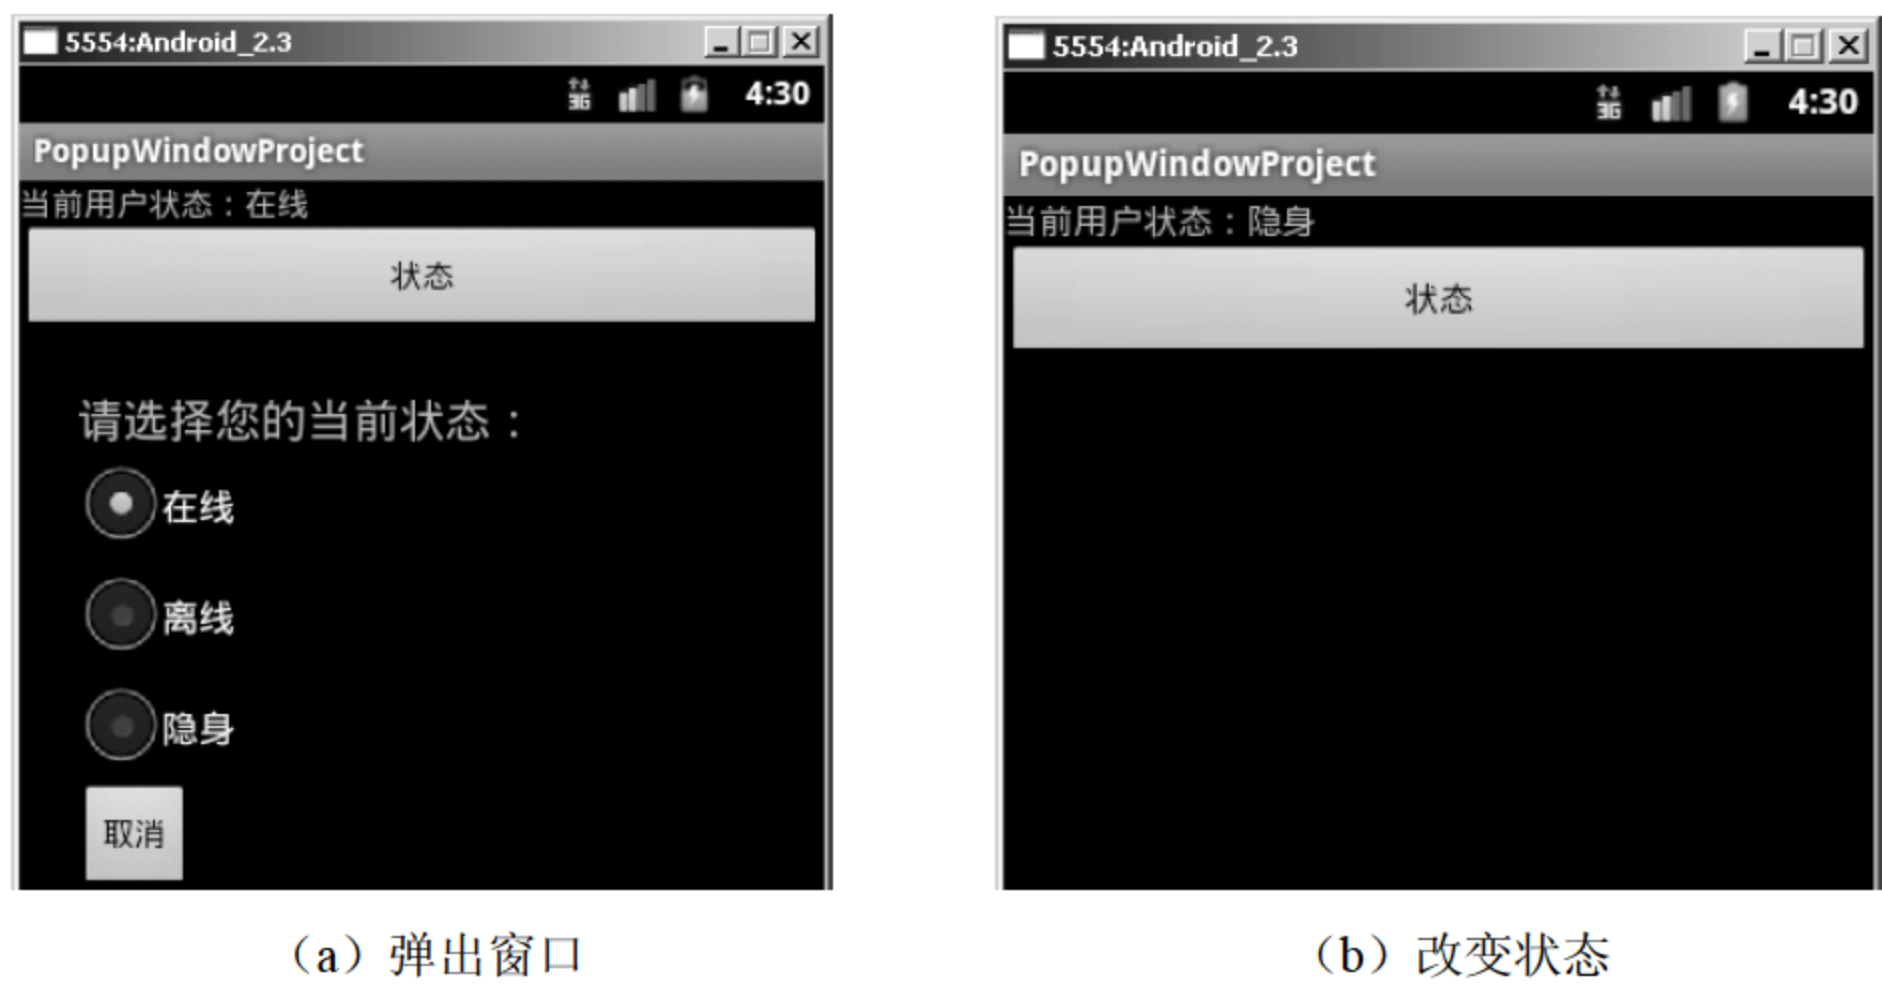 5554:Android_2.3
3G 4:30
PopupWindowProject
当前用户状态：在线
状态
请选择您的当前状态：
在线
离线
隐身
取消
（a）弹出窗口
5554:Android_2.3
3G 4:30
PopupWindowProject
当前用户状态：隐身
状态
（b）改变状态